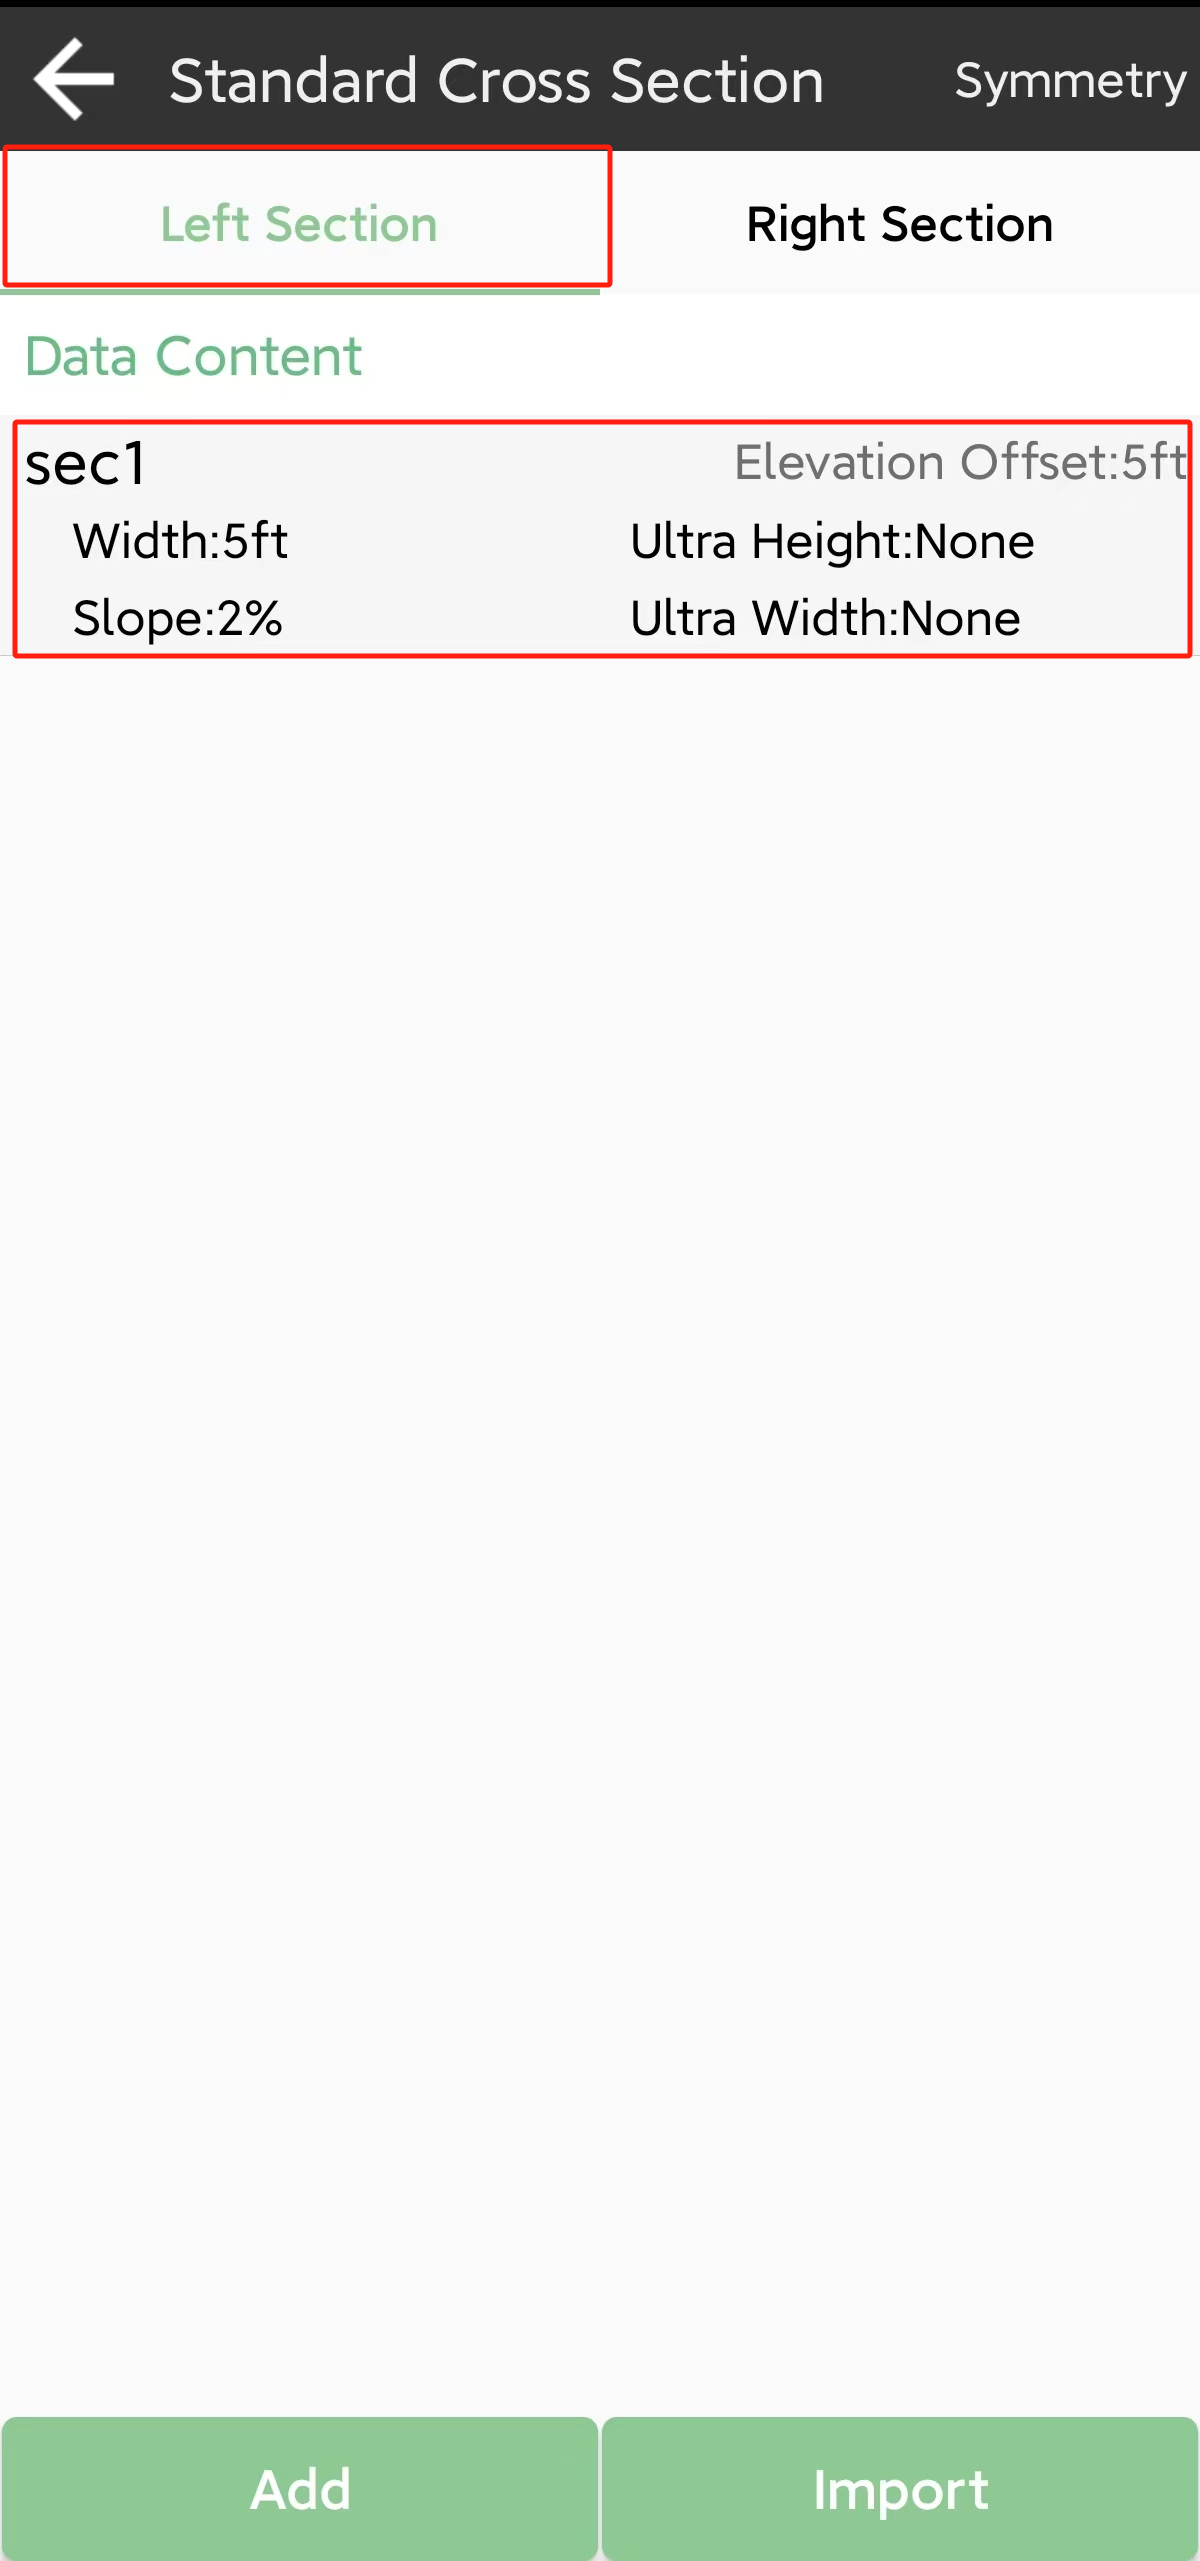 Standard Cross Section Symmetry
Left Section Right Section
Data Content
sec1 Elevation Offset:5ft
Width:5ft Ultra Height:None
Slope:2% Ultra Width:None
Add Import